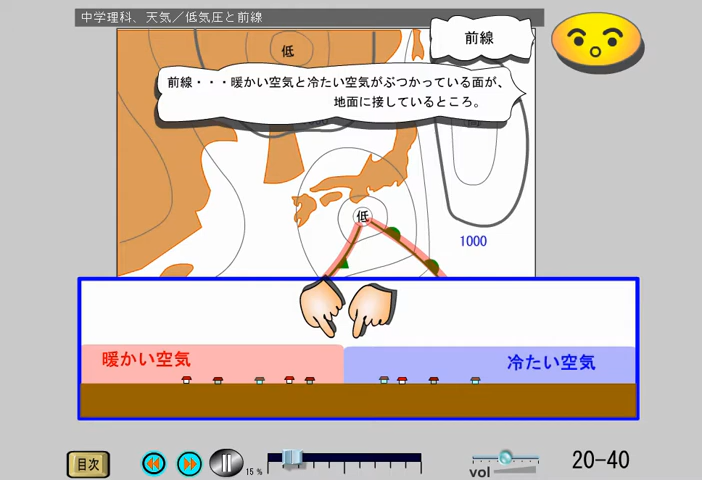 中学理科、天気／低気圧と前線
低
前線
前線・・・暖かい空気と冷たい空気がぶつかっている面が、
地面に接しているところ。
低
1000
暖かい空気
冷たい空気
目次
15 %
vol
20-40